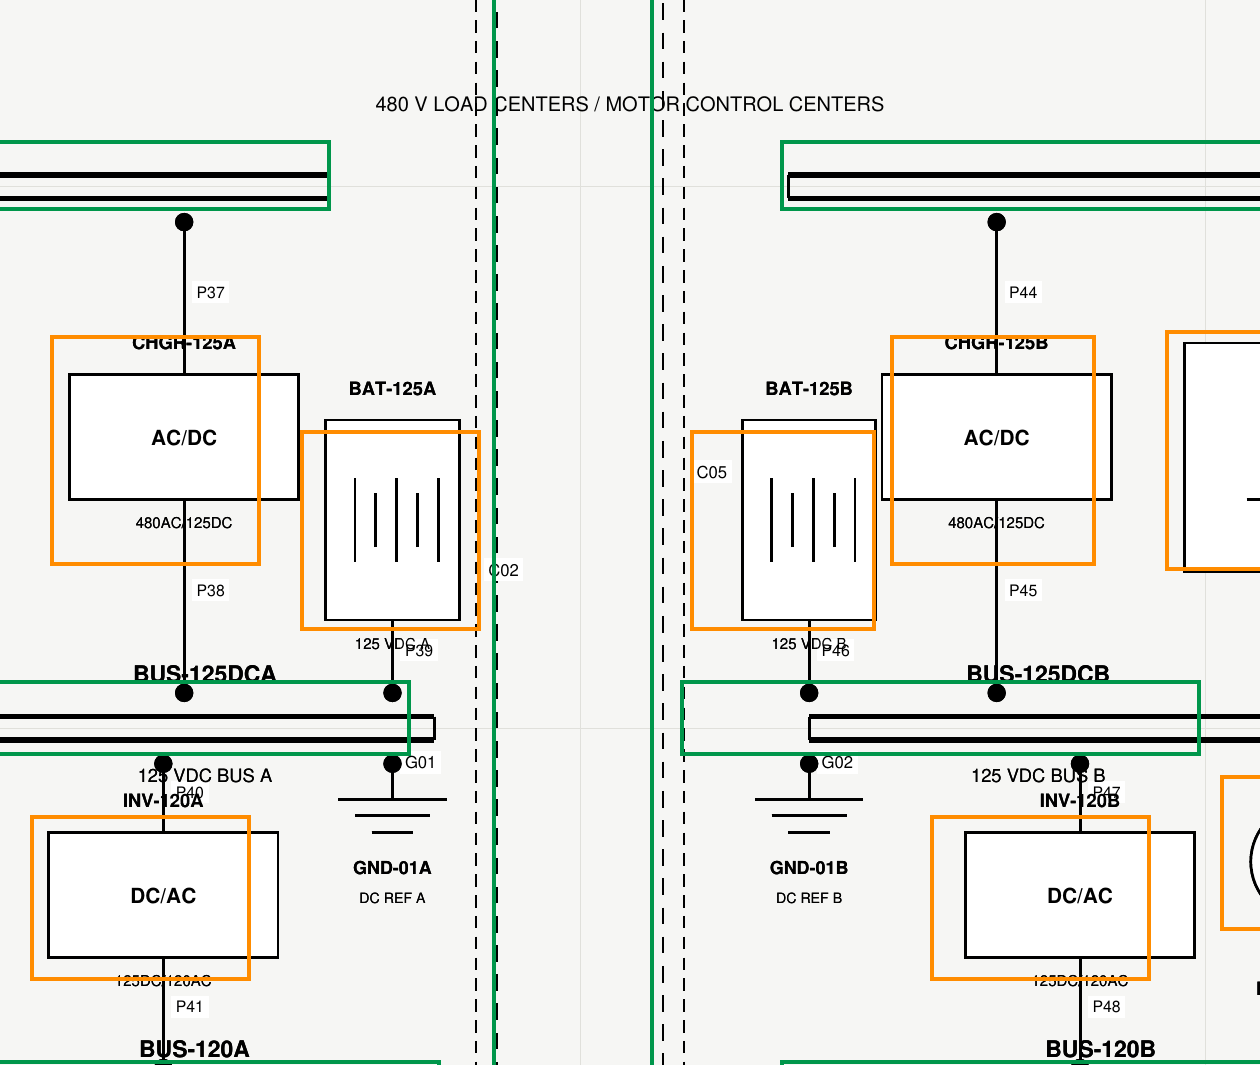 480 V LOAD CENTERS / MOTOR CONTROL CENTERS
P37
P44
CHGR-125A
CHGR-125B
BAT-125A
BAT-125B
AC/DC
AC/DC
C05
480AC/125DC
480AC/125DC
C02
P38
P45
125 VDC A
P39
125 VDC B
P46
BUS-125DCA
BUS-125DCB
G01
G02
125 VDC BUS A
125 VDC BUS B
P40
P47
INV-120A
INV-120B
GND-01A
GND-01B
DC/AC
DC/AC
DC REF A
DC REF B
125DC/120AC
125DC/120AC
P41
P48
BUS-120A
BUS-120B